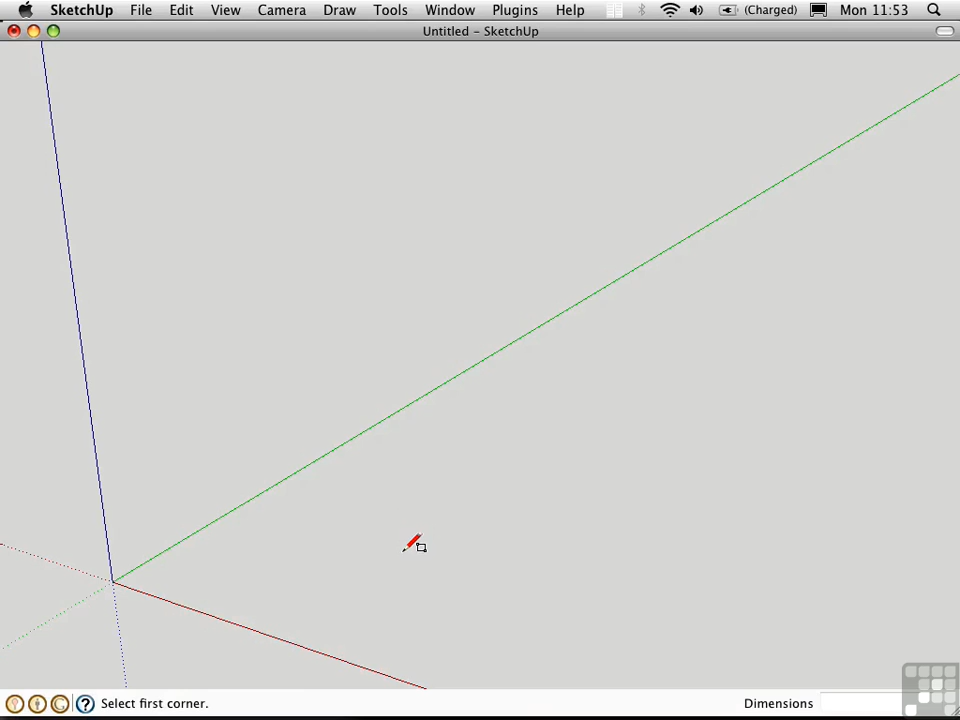 SketchUp File Edit View Camera Draw Tools Window Plugins Help (Charged) Mon 11:53
Untitled – SketchUp
Select first corner. Dimensions